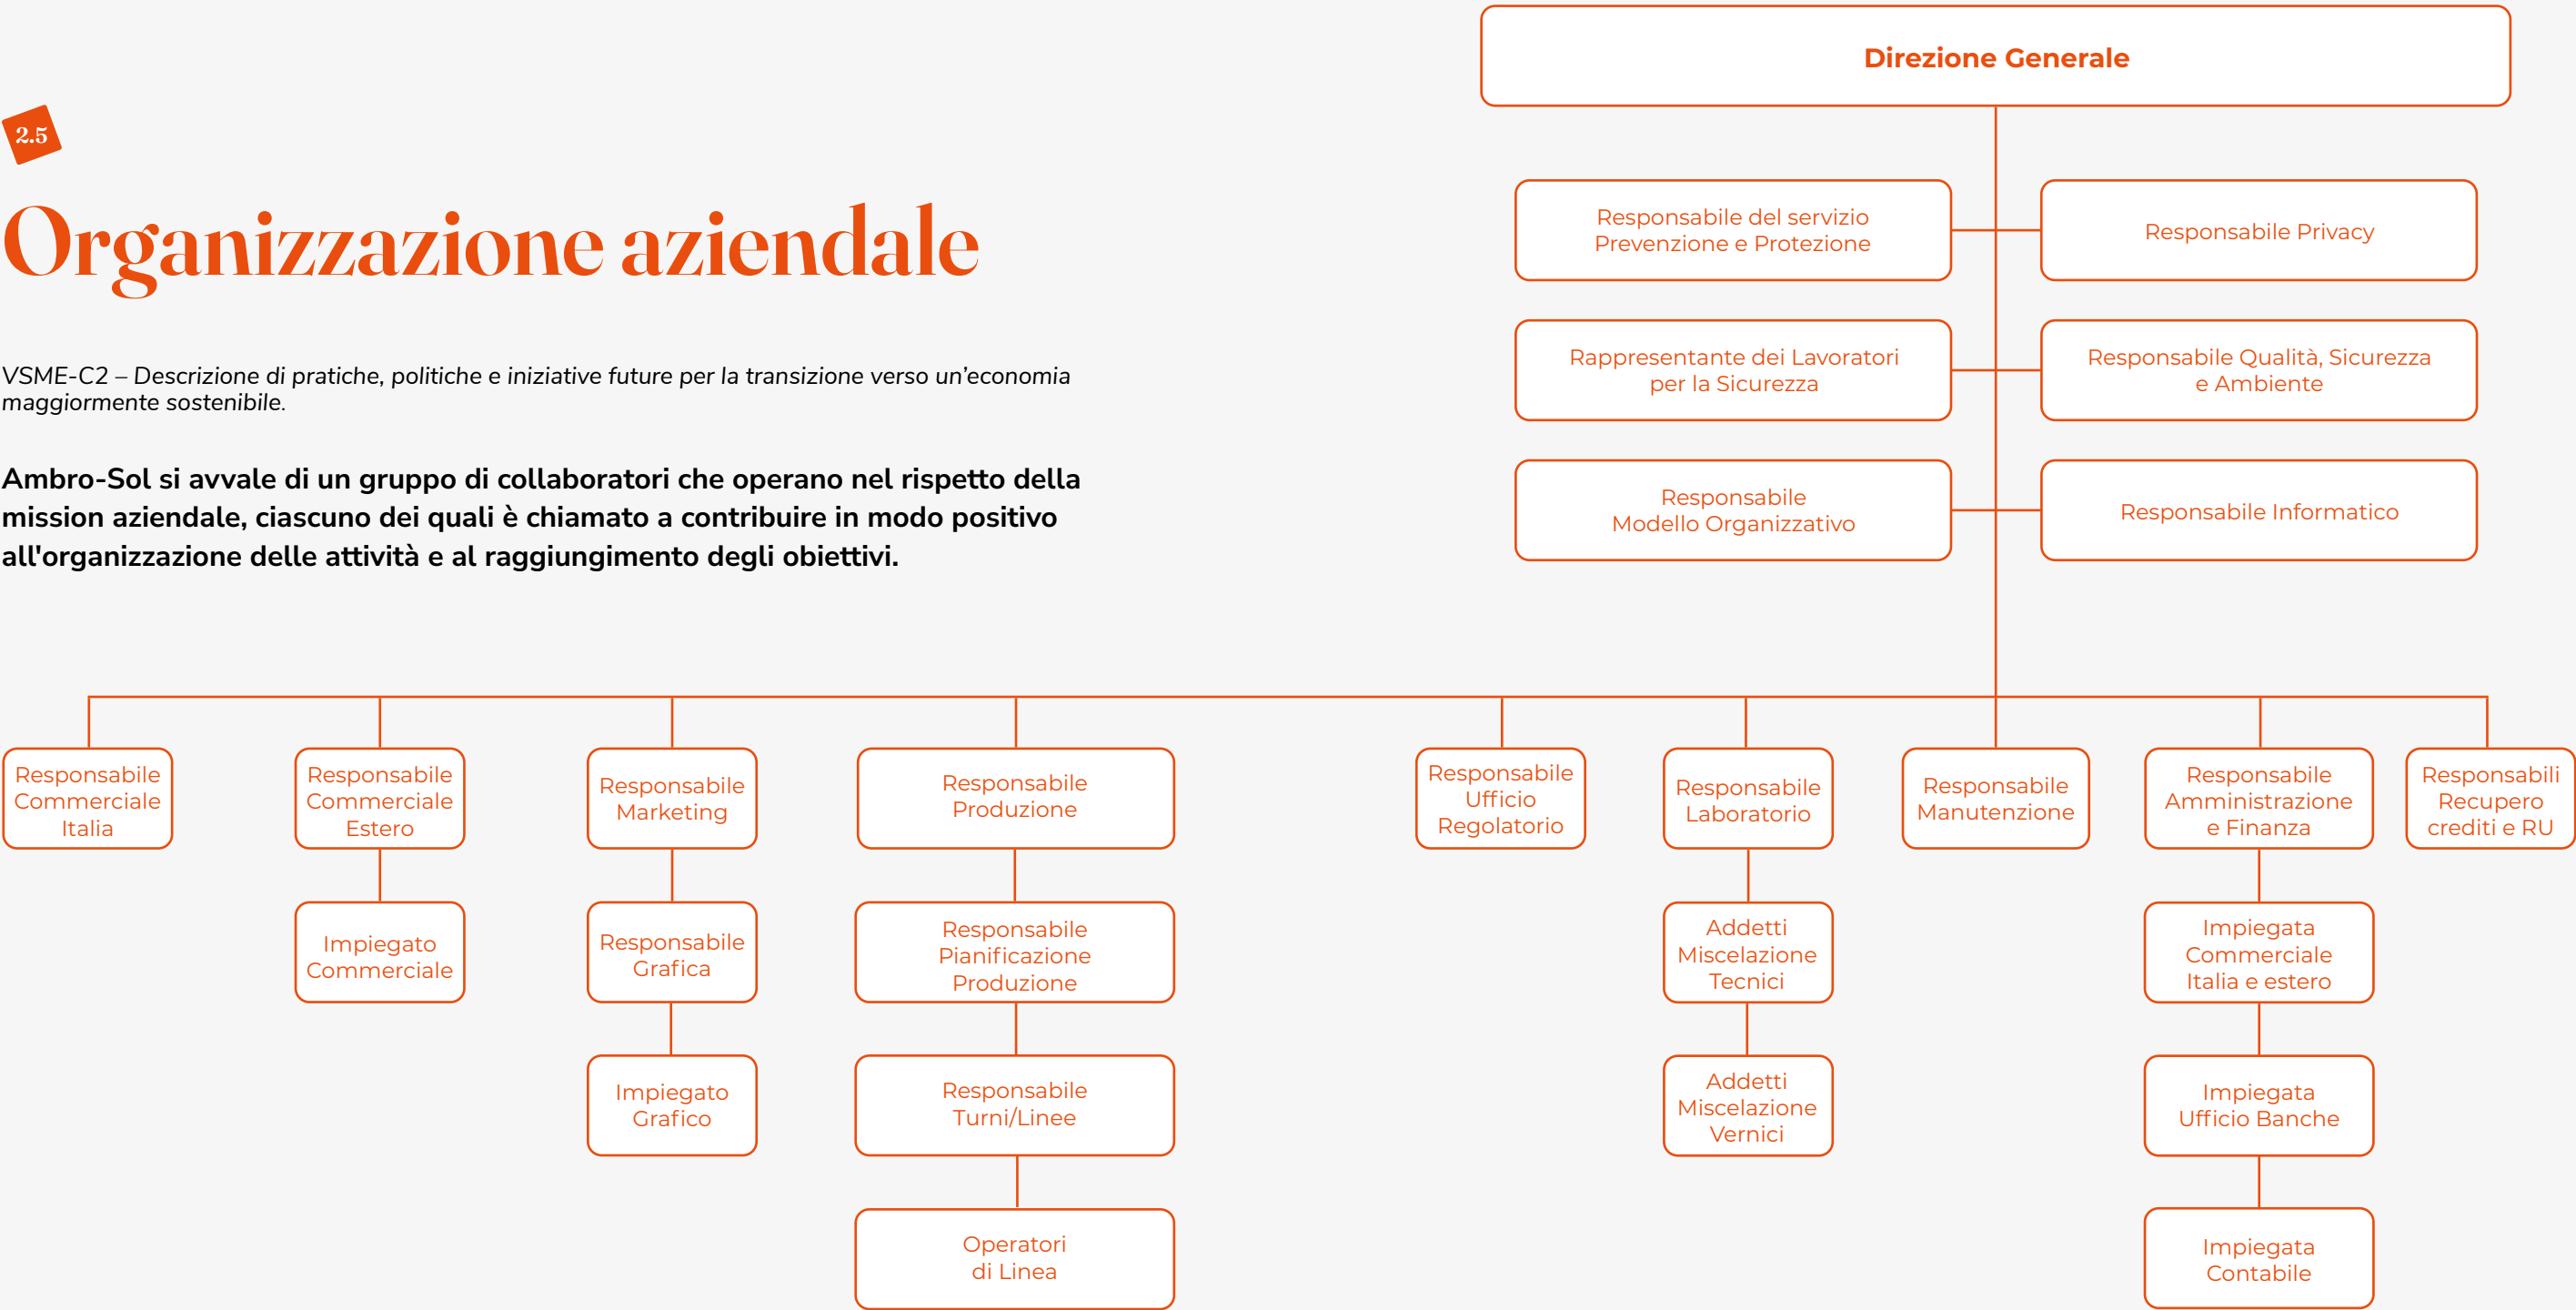 2.5
Organizzazione aziendale
VSME-C2 – Descrizione di pratiche, politiche e iniziative future per la transizione verso un’economia
maggiormente sostenibile.
Ambro-Sol si avvale di un gruppo di collaboratori che operano nel rispetto della
mission aziendale, ciascuno dei quali è chiamato a contribuire in modo positivo
all'organizzazione delle attività e al raggiungimento degli obiettivi.
Direzione Generale
Responsabile del servizio
Prevenzione e Protezione
Responsabile Privacy
Rappresentante dei Lavoratori
per la Sicurezza
Responsabile Qualità, Sicurezza
e Ambiente
Responsabile
Modello Organizzativo
Responsabile Informatico
Responsabile
Commerciale
Italia
Responsabile
Commerciale
Estero
Impiegato
Commerciale
Responsabile
Marketing
Responsabile
Grafica
Impiegato
Grafico
Responsabile
Produzione
Responsabile
Pianificazione
Produzione
Responsabile
Turni/Linee
Operatori
di Linea
Responsabile
Ufficio
Regolatorio
Responsabile
Laboratorio
Addetti
Miscelazione
Tecnici
Addetti
Miscelazione
Vernici
Responsabile
Manutenzione
Responsabile
Amministrazione
e Finanza
Impiegata
Commerciale
Italia e estero
Impiegata
Ufficio Banche
Impiegata
Contabile
Responsabili
Recupero
crediti e RU